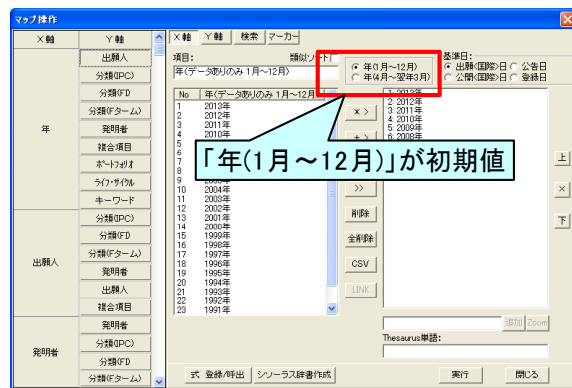 マップ操作
X軸
Y軸
年
出願人
分類(IPC)
分類(FD
分類(Fターム)
発明者
複合項目
ポートフォリオ
ライフ・サイクル
キーワード
出願人
分類(IPC)
分類(FD
分類(Fターム)
発明者
出願人
複合項目
発明者
発明者
分類(IPC)
分類(FD
分類(Fターム)
X軸 Y軸 検索 マーカー
項目:
年(データありのみ 1月～12月)
年(1月～12月)
年(4月～翌年3月)
基準日:
出願(国際)日 公告日
公開(国際)日 登録日
No 年(データありのみ 1月～12月)
1 2013年
2 2012年
3 2011年
4 2010年
5
6
7
8
9
10 2004年
11 2003年
12 2002年
13 2001年
14 2000年
15 1999年
16 1998年
17 1997年
18 1996年
19 1995年
20 1994年
21 1993年
22 1992年
23 1991年
x >
>>
削除
全削除
CSV
LINK
2: 2012年
3: 2011年
4: 2010年
5: 2009年
6: 2008年
「年(1月～12月)」が初期値
上
×
下
追加 Zoom
Thesaurus単語:
式 登録/呼出 シソーラス辞書作成 実行 閉じる